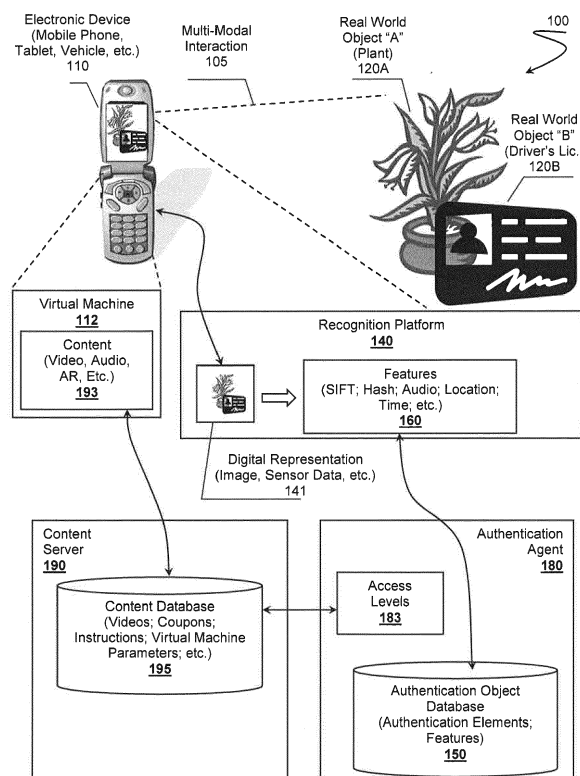 Electronic Device
(Mobile Phone,
Tablet, Vehicle, etc.)
110
Multi-Modal
Interaction
105
Real World
Object "A"
(Plant)
120A
100
Real World
Object "B"
(Driver's Lic.)
120B
Virtual Machine
112
Content
(Video, Audio,
AR, Etc.)
193
Recognition Platform
140
Features
(SIFT; Hash; Audio; Location;
Time; etc.)
160
Digital Representation
(Image, Sensor Data, etc.)
141
Content
Server
190
Content Database
(Videos; Coupons;
Instructions; Virtual Machine
Parameters; etc.)
195
Authentication
Agent
180
Access
Levels
183
Authentication Object
Database
(Authentication Elements;
Features)
150